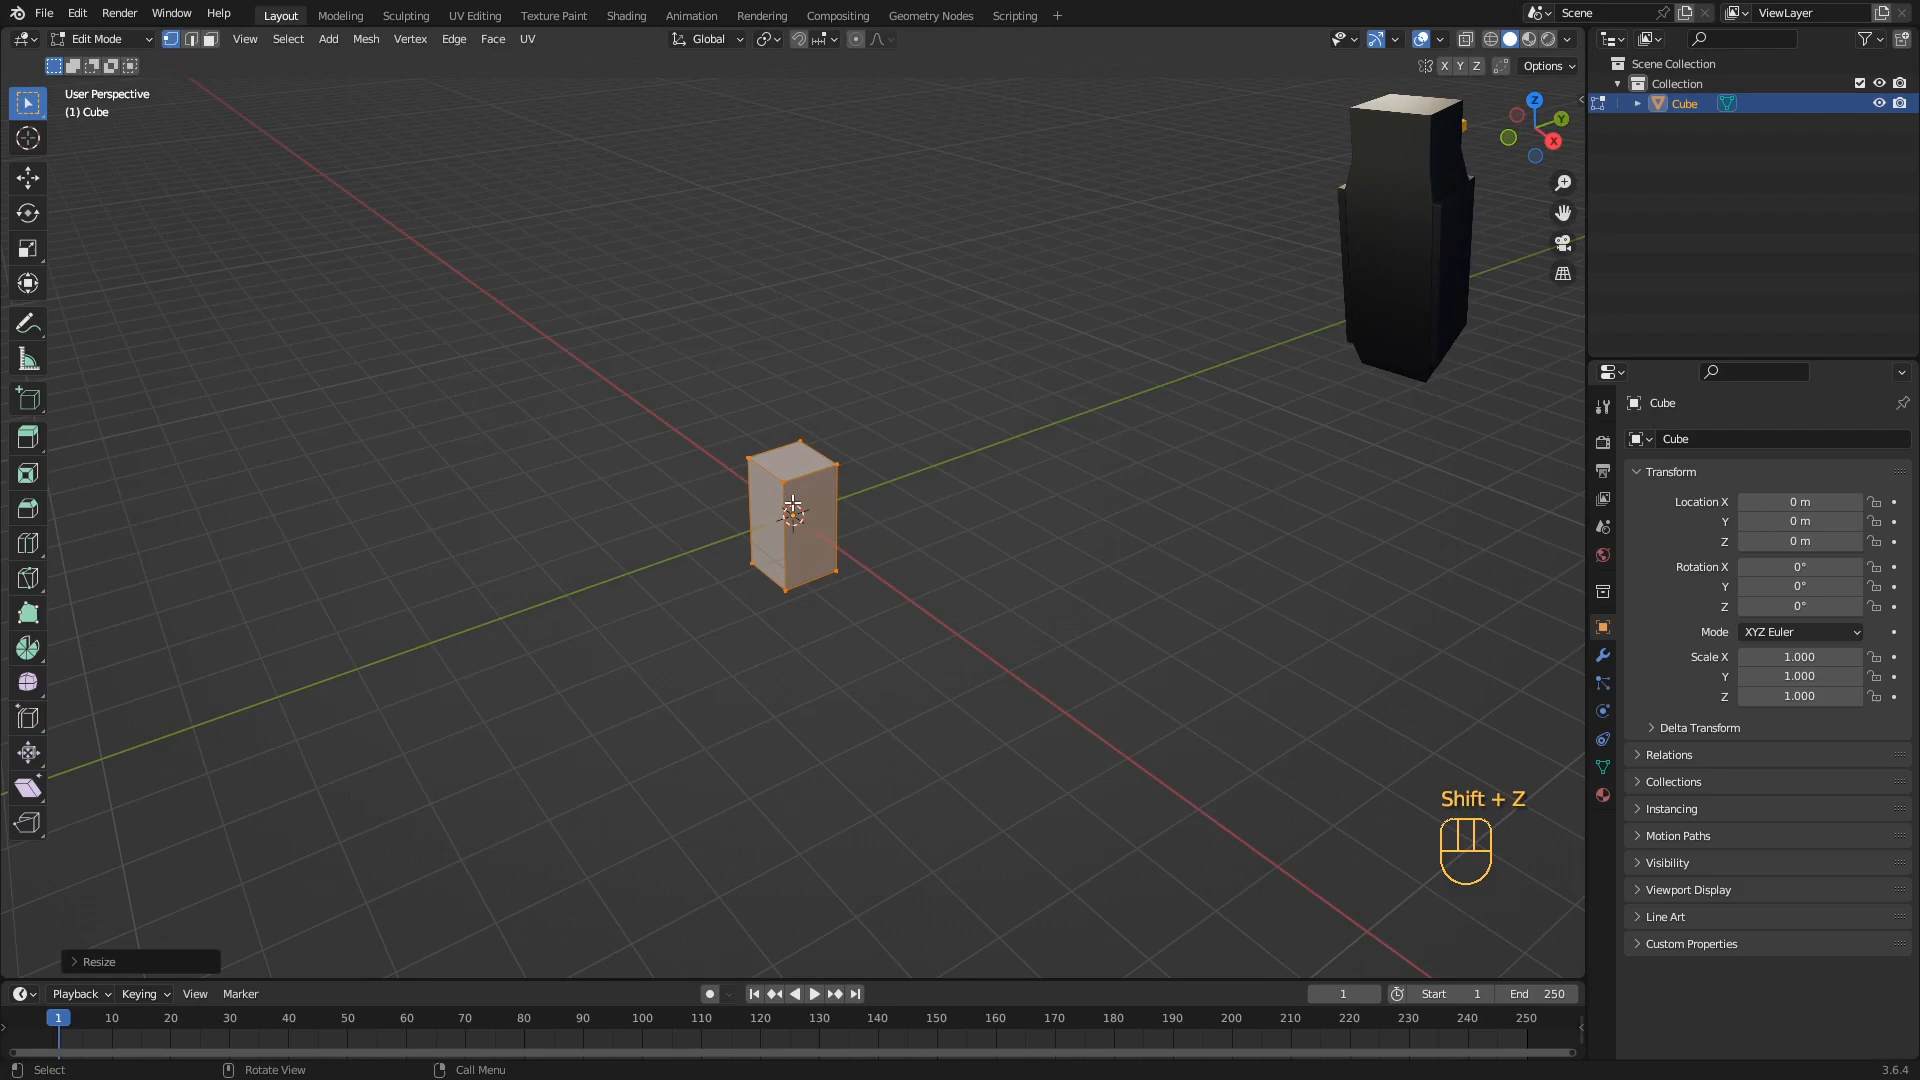 File Edit Render Window Help Layout Modeling Sculpting UV Editing Texture Paint Shading Animation Rendering Compositing Geometry Nodes Scripting + Scene ViewLayer
Edit Mode View Select Add Mesh Vertex Edge Face UV Global
X Y Z Options
User Perspective
(1) Cube
Z
Y
X
Scene Collection
Collection
Cube
Cube
Cube
Transform
Location X 0 m
Y 0 m
Z 0 m
Rotation X 0°
Y 0°
Z 0°
Mode XYZ Euler
Scale X 1.000
Y 1.000
Z 1.000
Delta Transform
Relations
Collections
Instancing
Motion Paths
Visibility
Viewport Display
Line Art
Custom Properties
Shift + Z
Resize
Playback Keying View Marker 1 Start 1 End 250
1 10 20 30 40 50 60 70 80 90 100 110 120 130 140 150 160 170 180 190 200 210 220 230 240 250
Select Rotate View Call Menu 3.6.4